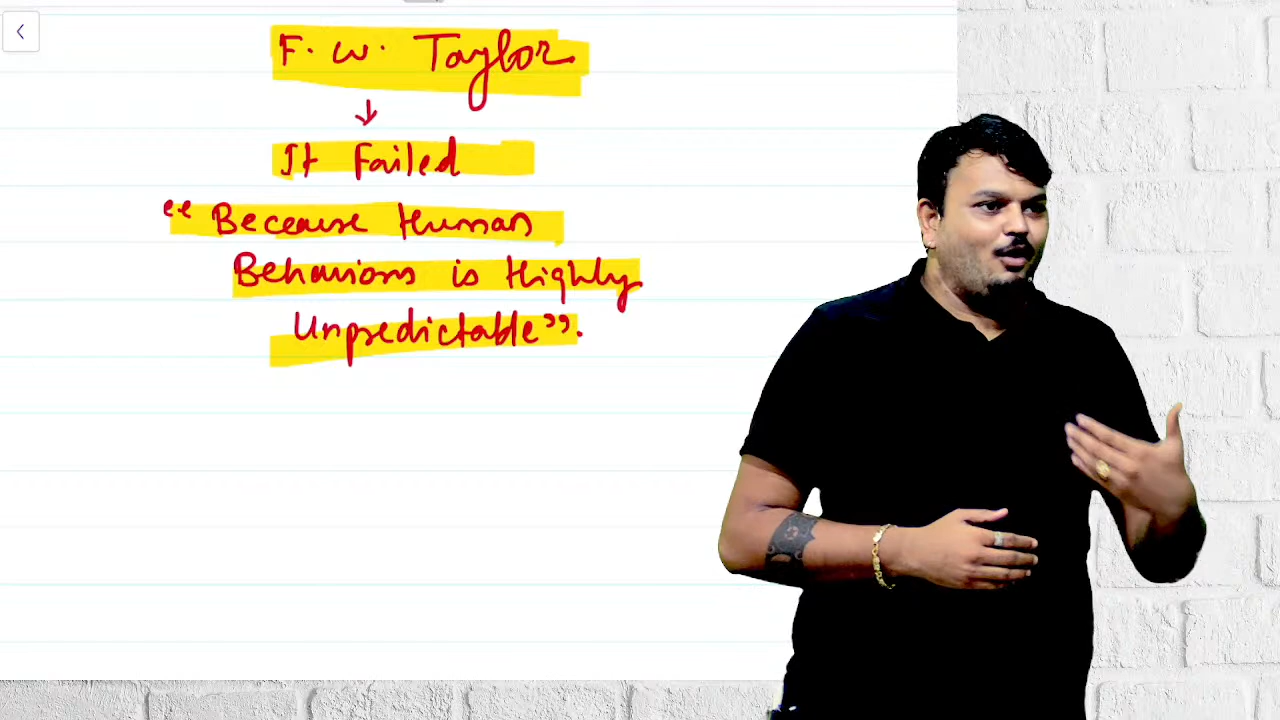 F. W. Taylor
It Failed
"Because Human
Behaviors is Highly
Unpredictable".